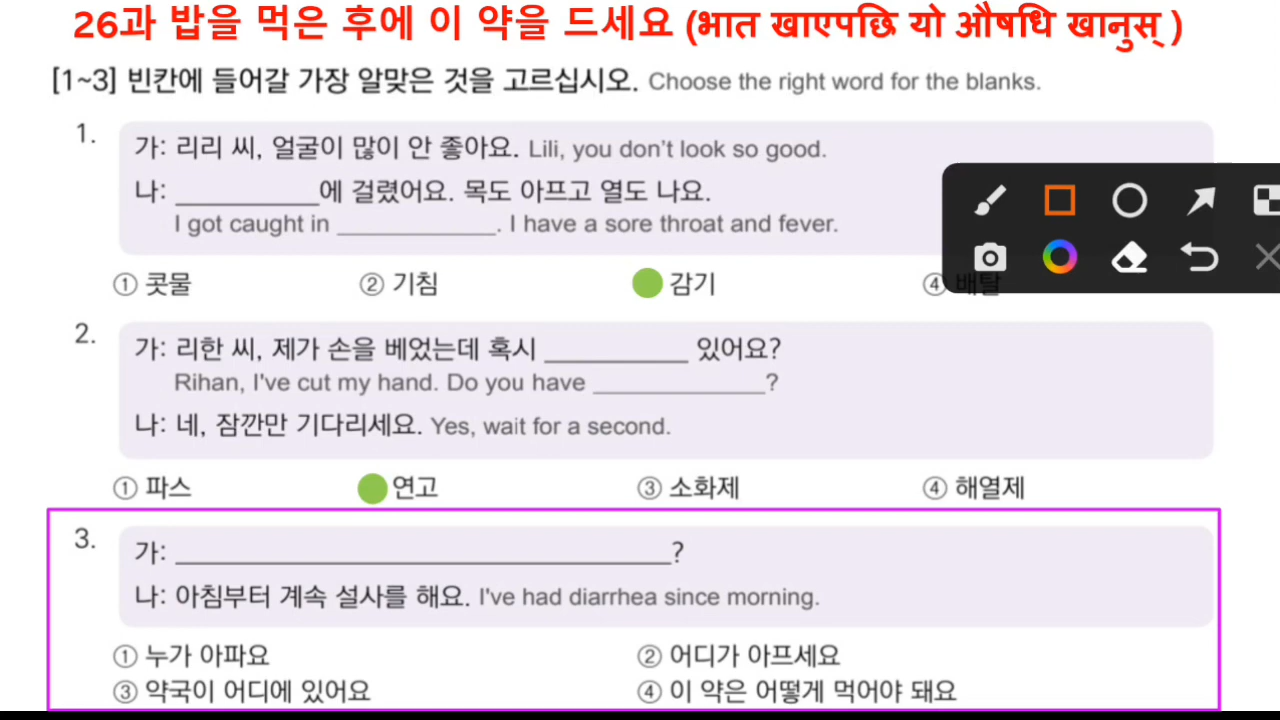 26과 밥을 먹은 후에 이 약을 드세요 (भात खाएपछि यो औषधि खानुस् )
[1~3] 빈칸에 들어갈 가장 알맞은 것을 고르십시오. Choose the right word for the blanks.
1.
가: 리리 씨, 얼굴이 많이 안 좋아요. Lili, you don't look so good.
나: ____________에 걸렸어요. 목도 아프고 열도 나요.
I got caught in ____________. I have a sore throat and fever.
① 콧물 ② 기침 감기 ④ 배탈
2.
가: 리한 씨, 제가 손을 베었는데 혹시 ____________ 있어요?
Rihan, I've cut my hand. Do you have ____________?
나: 네, 잠깐만 기다리세요. Yes, wait for a second.
① 파스 연고 ③ 소화제 ④ 해열제
3.
가: ____________________________________?
나: 아침부터 계속 설사를 해요. I've had diarrhea since morning.
① 누가 아파요 ② 어디가 아프세요
③ 약국이 어디에 있어요 ④ 이 약은 어떻게 먹어야 돼요